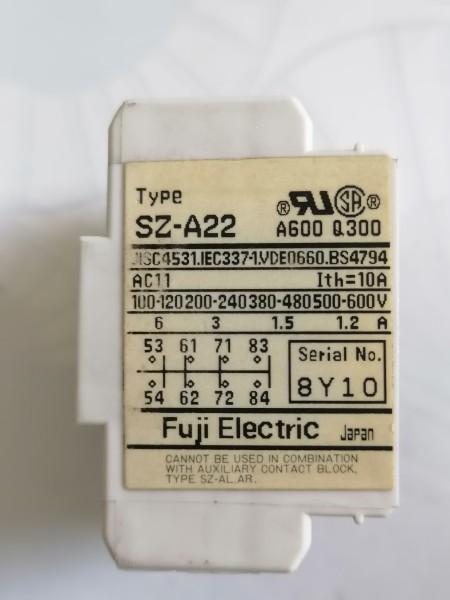 Type
SZ-A22
® RU SA ®
A600 Q300
JISC4531.IEC337-1.VDE0660.BS4794
AC11 Ith=10A
100-120 200-240 380-480 500-600V
6 3 1.5 1.2 A
53 61 71 83
54 62 72 84
Serial No.
8Y10
Fuji Electric Japan
CANNOT BE USED IN COMBINATION
WITH AUXILIARY CONTACT BLOCK,
TYPE SZ-AL.AR.